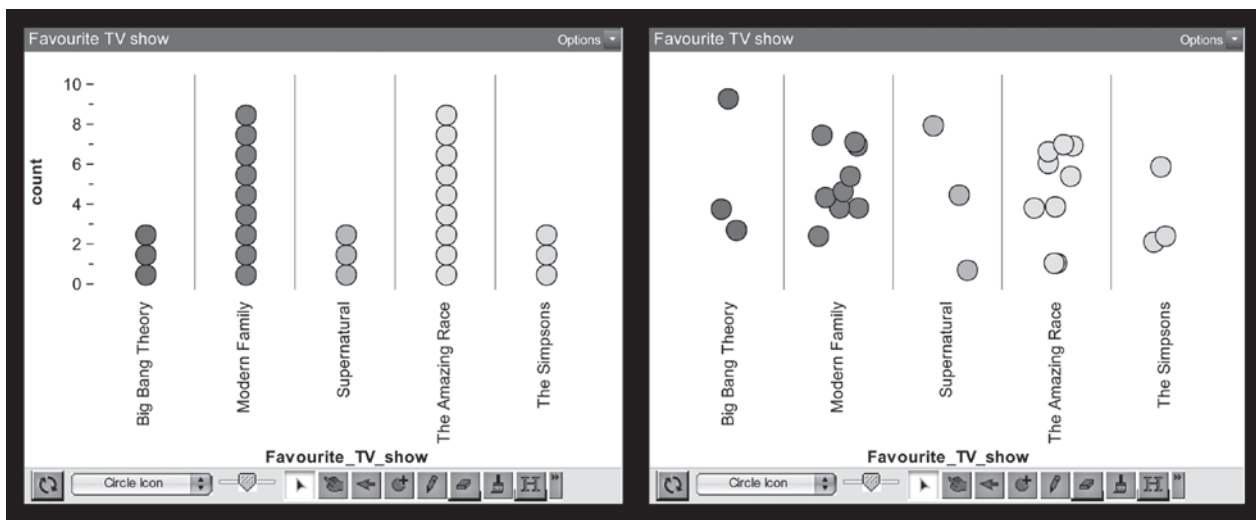 Favourite TV show
Options
10
8
6
4
2
0
count
Big Bang Theory
Modern Family
Supernatural
The Amazing Race
The Simpsons
Favourite_TV_show
Circle Icon
H
»
Favourite TV show
Options
Big Bang Theory
Modern Family
Supernatural
The Amazing Race
The Simpsons
Favourite_TV_show
Circle Icon
H
»